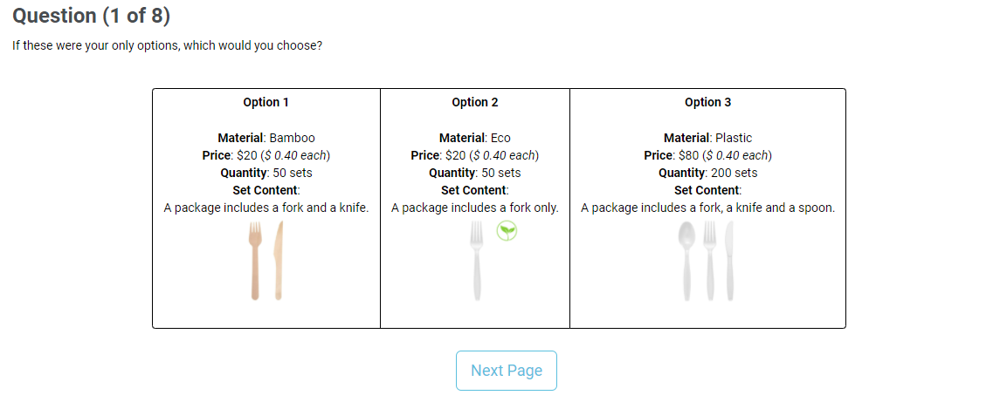 Question (1 of 8)
If these were your only options, which would you choose?
Option 1
Material: Bamboo
Price: $20 ($ 0.40 each)
Quantity: 50 sets
Set Content:
A package includes a fork and a knife.
Option 2
Material: Eco
Price: $20 ($ 0.40 each)
Quantity: 50 sets
Set Content:
A package includes a fork only.
Option 3
Material: Plastic
Price: $80 ($ 0.40 each)
Quantity: 200 sets
Set Content:
A package includes a fork, a knife and a spoon.
Next Page